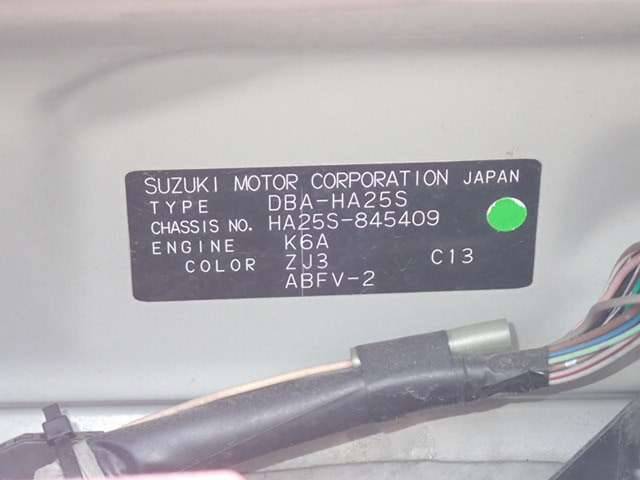 SUZUKI MOTOR CORPORATION JAPAN
TYPE DBA-HA25S
CHASSIS NO. HA25S-845409
ENGINE K6A
COLOR ZJ3 C13
ABFV-2